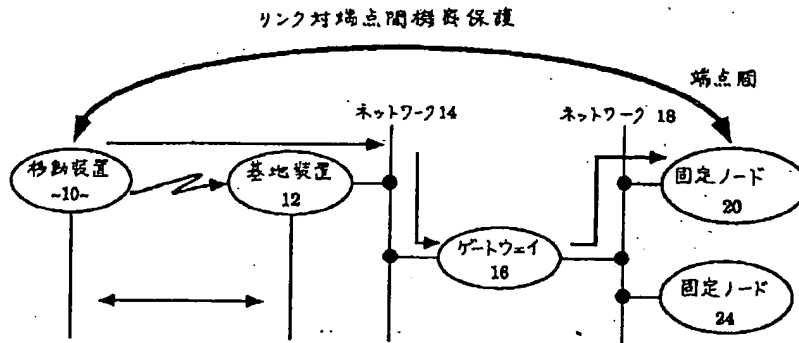 リンク対端点間機密保護
端点間
ネットワーク14
ネットワーク 18
移動装置
~10~
基地装置
12
固定ノード
20
ゲートウェイ
16
固定ノード
24